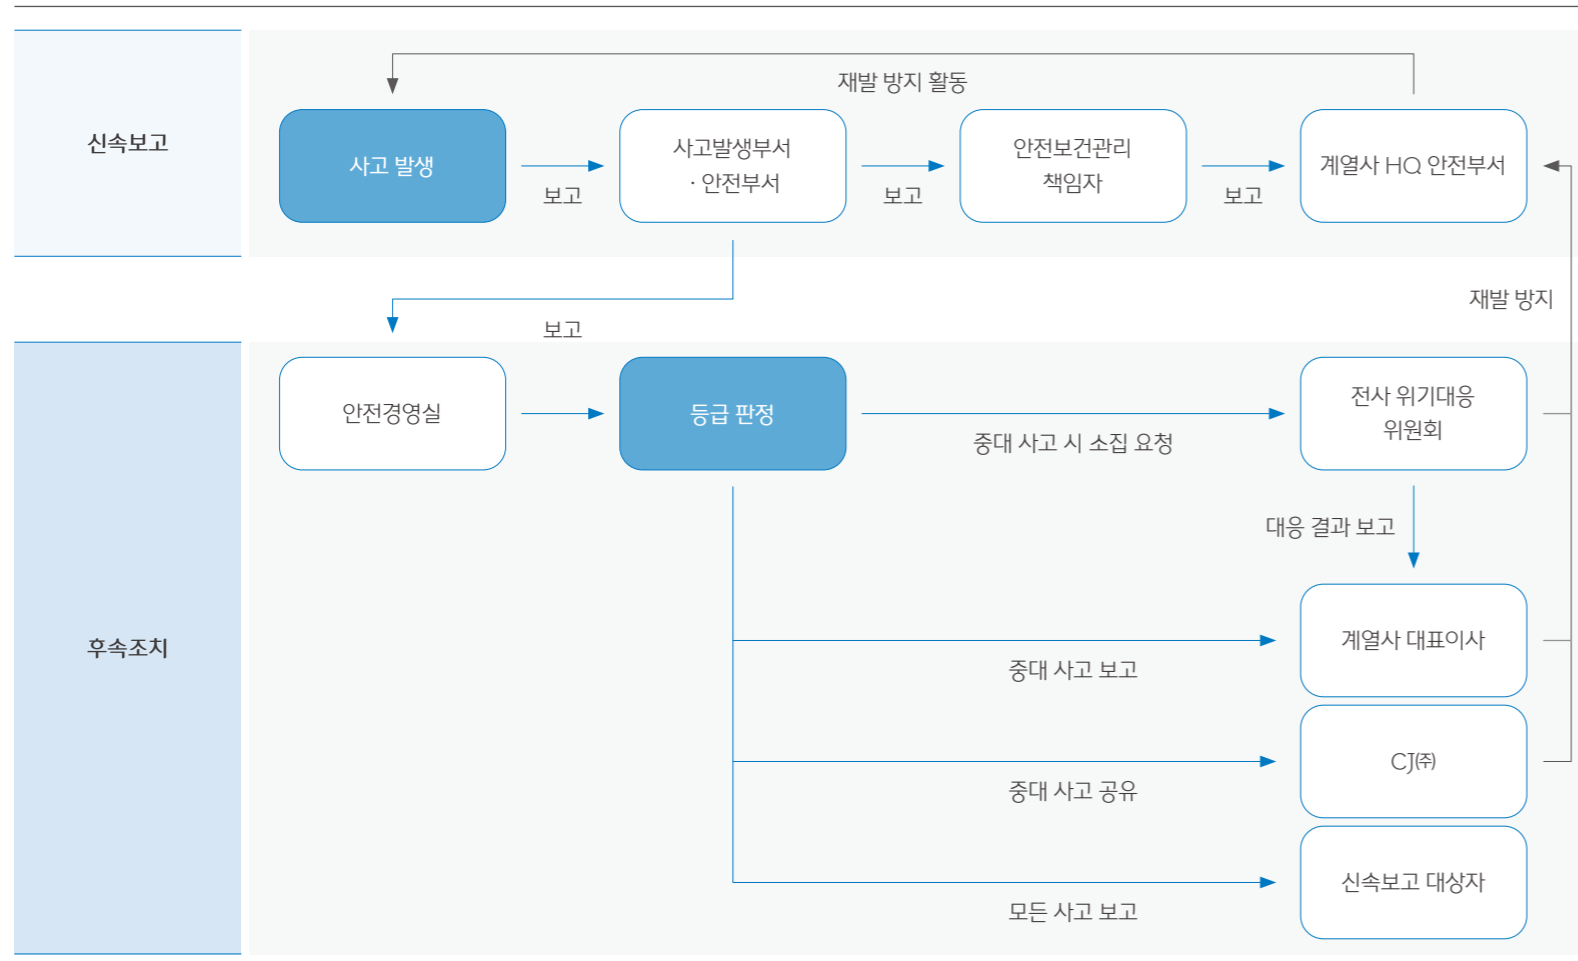 재발 방지 활동
신속보고
사고 발생
보고
사고발생부서
· 안전부서
보고
안전보건관리
책임자
보고
계열사 HQ 안전부서
재발 방지
보고
후속조치
안전경영실
등급 판정
중대 사고 시 소집 요청
전사 위기대응
위원회
대응 결과 보고
중대 사고 보고
계열사 대표이사
중대 사고 공유
CJ㈜
모든 사고 보고
신속보고 대상자